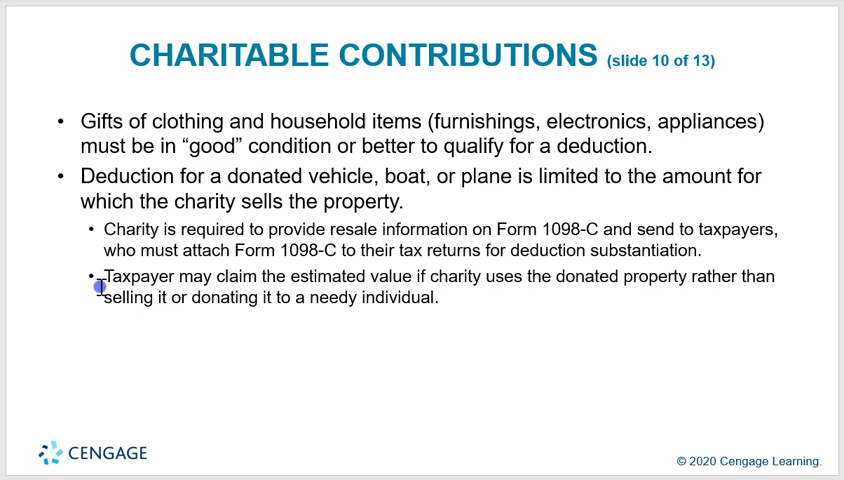 CHARITABLE CONTRIBUTIONS (slide 10 of 13)
• Gifts of clothing and household items (furnishings, electronics, appliances)
must be in “good” condition or better to qualify for a deduction.
• Deduction for a donated vehicle, boat, or plane is limited to the amount for
which the charity sells the property.
• Charity is required to provide resale information on Form 1098-C and send to taxpayers,
who must attach Form 1098-C to their tax returns for deduction substantiation.
• Taxpayer may claim the estimated value if charity uses the donated property rather than
selling it or donating it to a needy individual.
CENGAGE
© 2020 Cengage Learning.